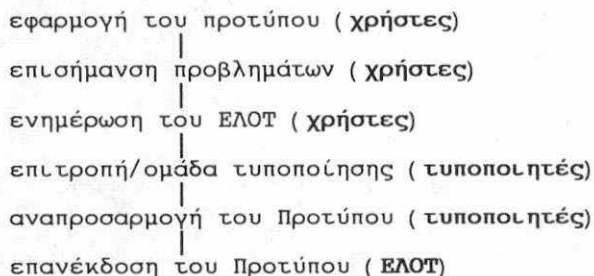 εφαρμογή του προτύπου ( χρήστες)
επισήμανση προβλημάτων ( χρήστες)
ενημέρωση του ΕΛΟΤ ( χρήστες)
επιτροπή/ομάδα τυποποίησης ( τυποποιητές)
αναπροσαρμογή του Προτύπου ( τυποποιητές)
επανέκδοση του Προτύπου ( ΕΛΟΤ)